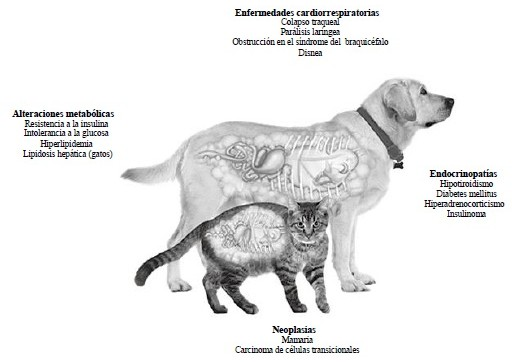 Enfermedades cardiorrespiratorias
Colapso traqueal
Parálisis laríngea
Obstrucción en el síndrome del braquicéfalo
Disnea
Alteraciones metabólicas
Resistencia a la insulina
Intolerancia a la glucosa
Hiperlipidemia
Lipidosis hepática (gatos)
Endocrinopatías
Hipotiroidismo
Diabetes mellitus
Hiperadrenocorticismo
Insulinoma
Neoplasias
Mamaria
Carcinoma de células transicionales